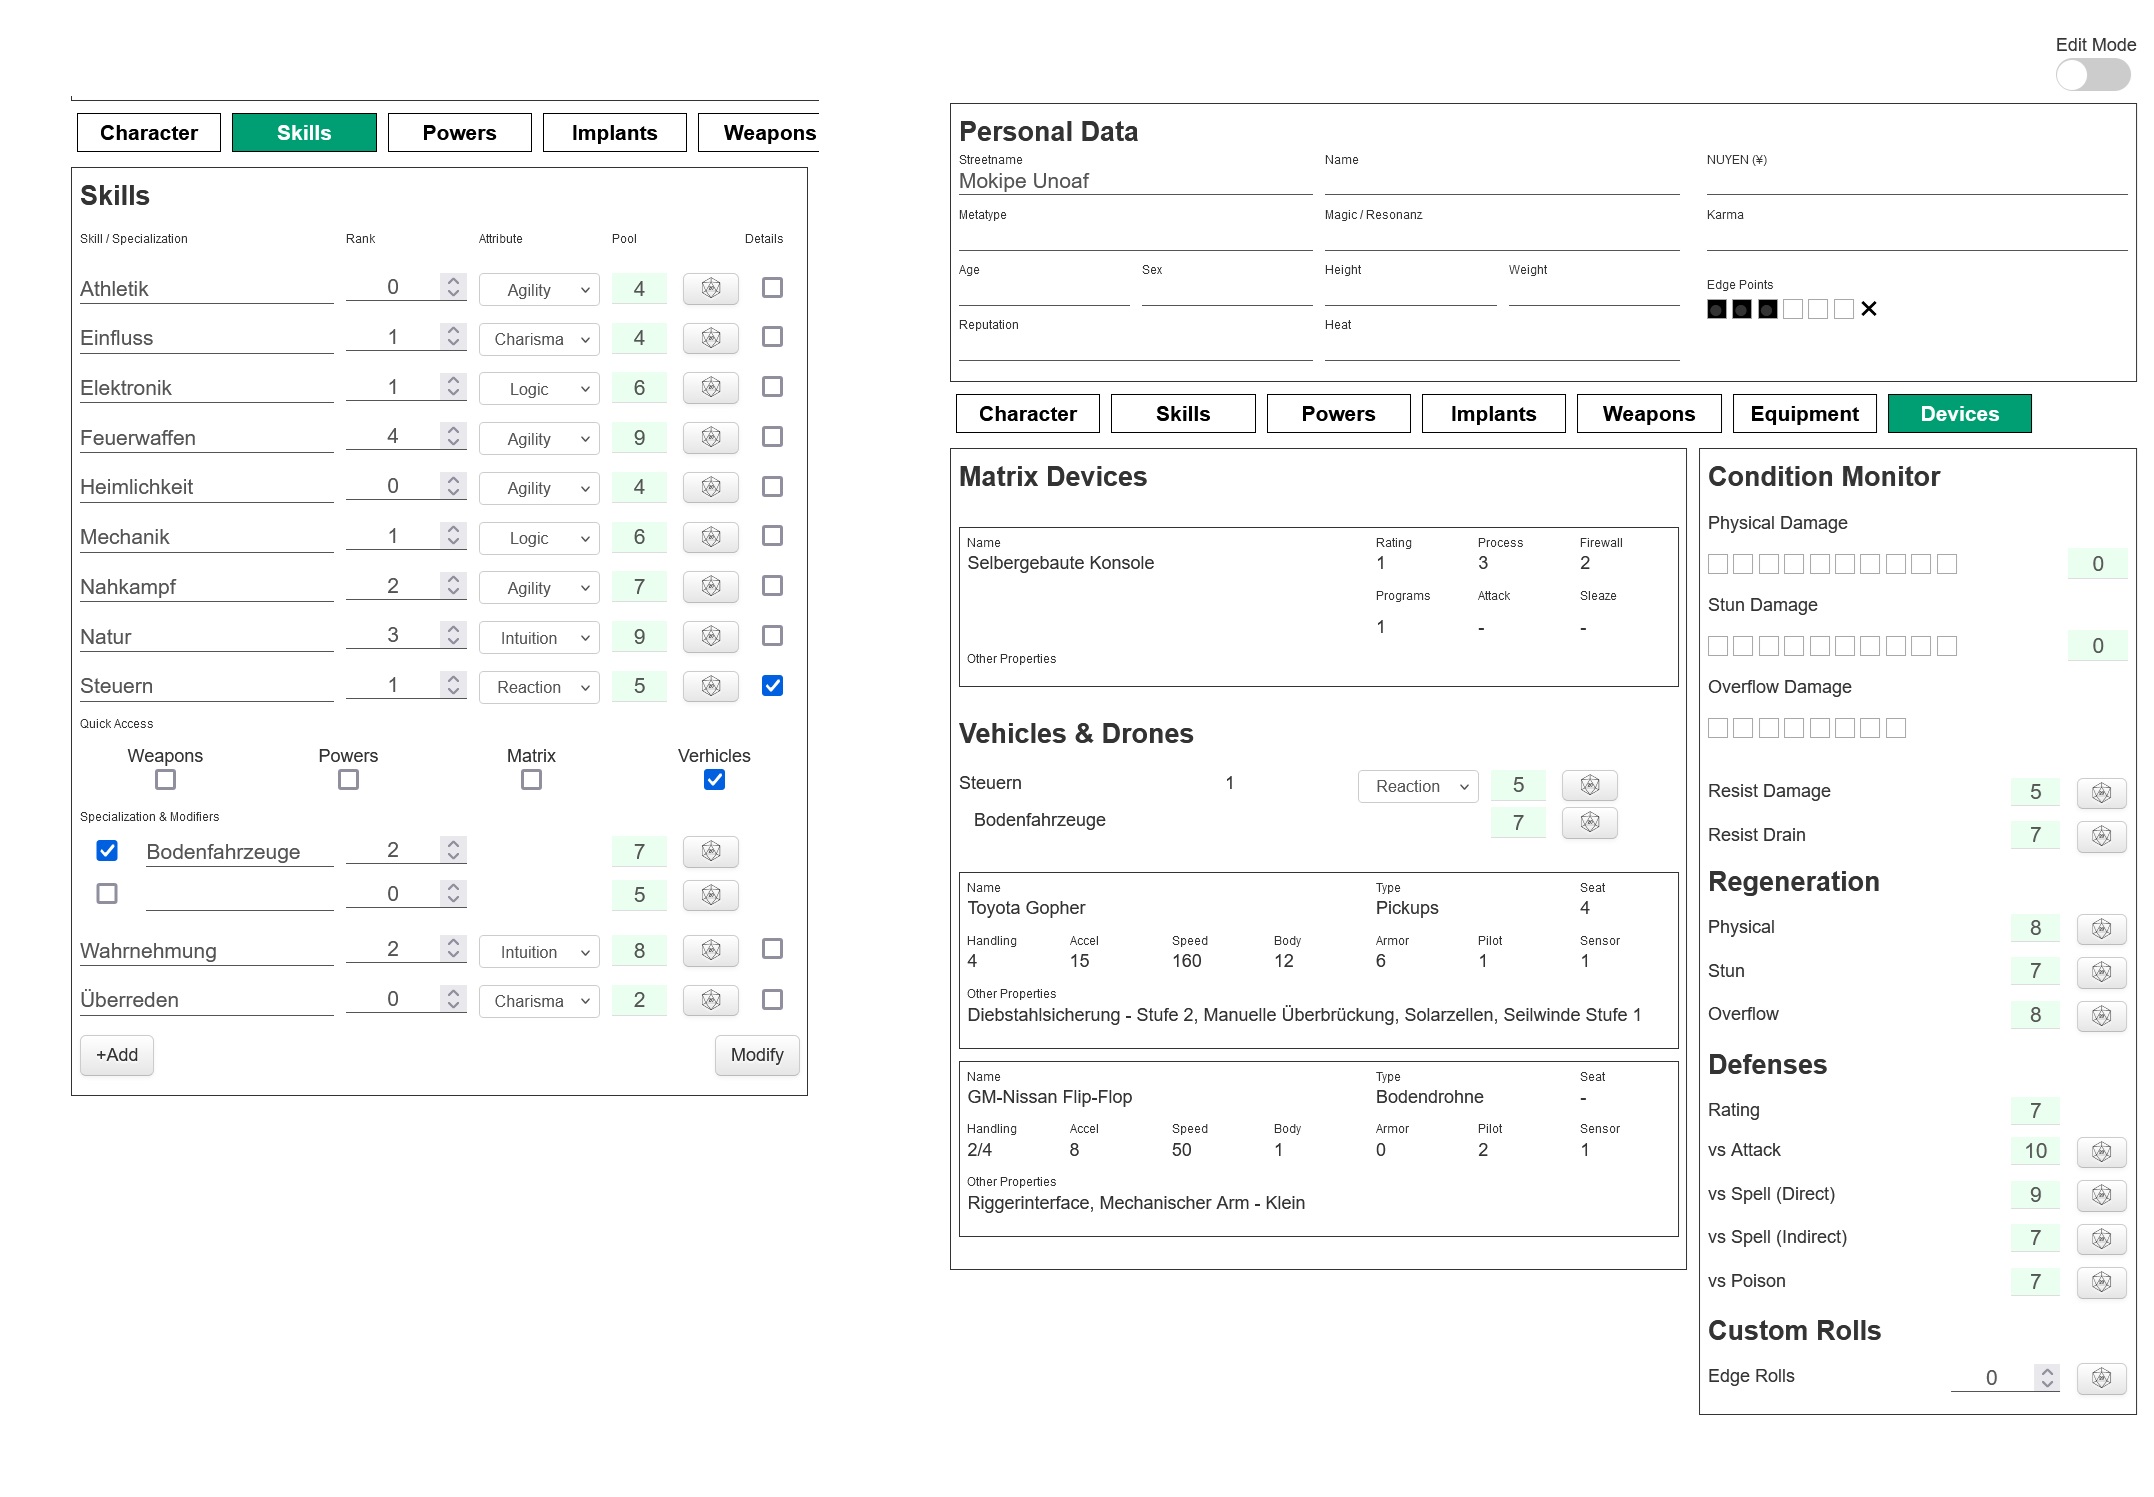 Edit Mode
Character Skills Powers Implants Weapons
Skills
Skill / Specialization Rank Attribute Pool Details
Athletik 0 Agility 4
Einfluss 1 Charisma 4
Elektronik 1 Logic 6
Feuerwaffen 4 Agility 9
Heimlichkeit 0 Agility 4
Mechanik 1 Logic 6
Nahkampf 2 Agility 7
Natur 3 Intuition 9
Steuern 1 Reaction 5
Quick Access
Weapons Powers Matrix Verhicles
Specialization & Modifiers
Bodenfahrzeuge 2 7
0 5
Wahrnehmung 2 Intuition 8
Überreden 0 Charisma 2
+Add Modify
Personal Data
Streetname Name NUYEN (¥)
Mokipe Unoaf
Metatype Magic / Resonanz Karma
Age Sex Height Weight
Edge Points
Reputation Heat
Character Skills Powers Implants Weapons Equipment Devices
Matrix Devices
Name Rating Process Firewall
Selbergebaute Konsole 1 3 2
Programs Attack Sleaze
1 - -
Other Properties
Vehicles & Drones
Steuern 1 Reaction 5
Bodenfahrzeuge 7
Name Type Seat
Toyota Gopher Pickups 4
Handling Accel Speed Body Armor Pilot Sensor
4 15 160 12 6 1 1
Other Properties
Diebstahlsicherung - Stufe 2, Manuelle Überbrückung, Solarzellen, Seilwinde Stufe 1
Name Type Seat
GM-Nissan Flip-Flop Bodendrohne -
Handling Accel Speed Body Armor Pilot Sensor
2/4 8 50 1 0 2 1
Other Properties
Riggerinterface, Mechanischer Arm - Klein
Condition Monitor
Physical Damage
0
Stun Damage
0
Overflow Damage
Resist Damage 5
Resist Drain 7
Regeneration
Physical 8
Stun 7
Overflow 8
Defenses
Rating 7
vs Attack 10
vs Spell (Direct) 9
vs Spell (Indirect) 7
vs Poison 7
Custom Rolls
Edge Rolls 0